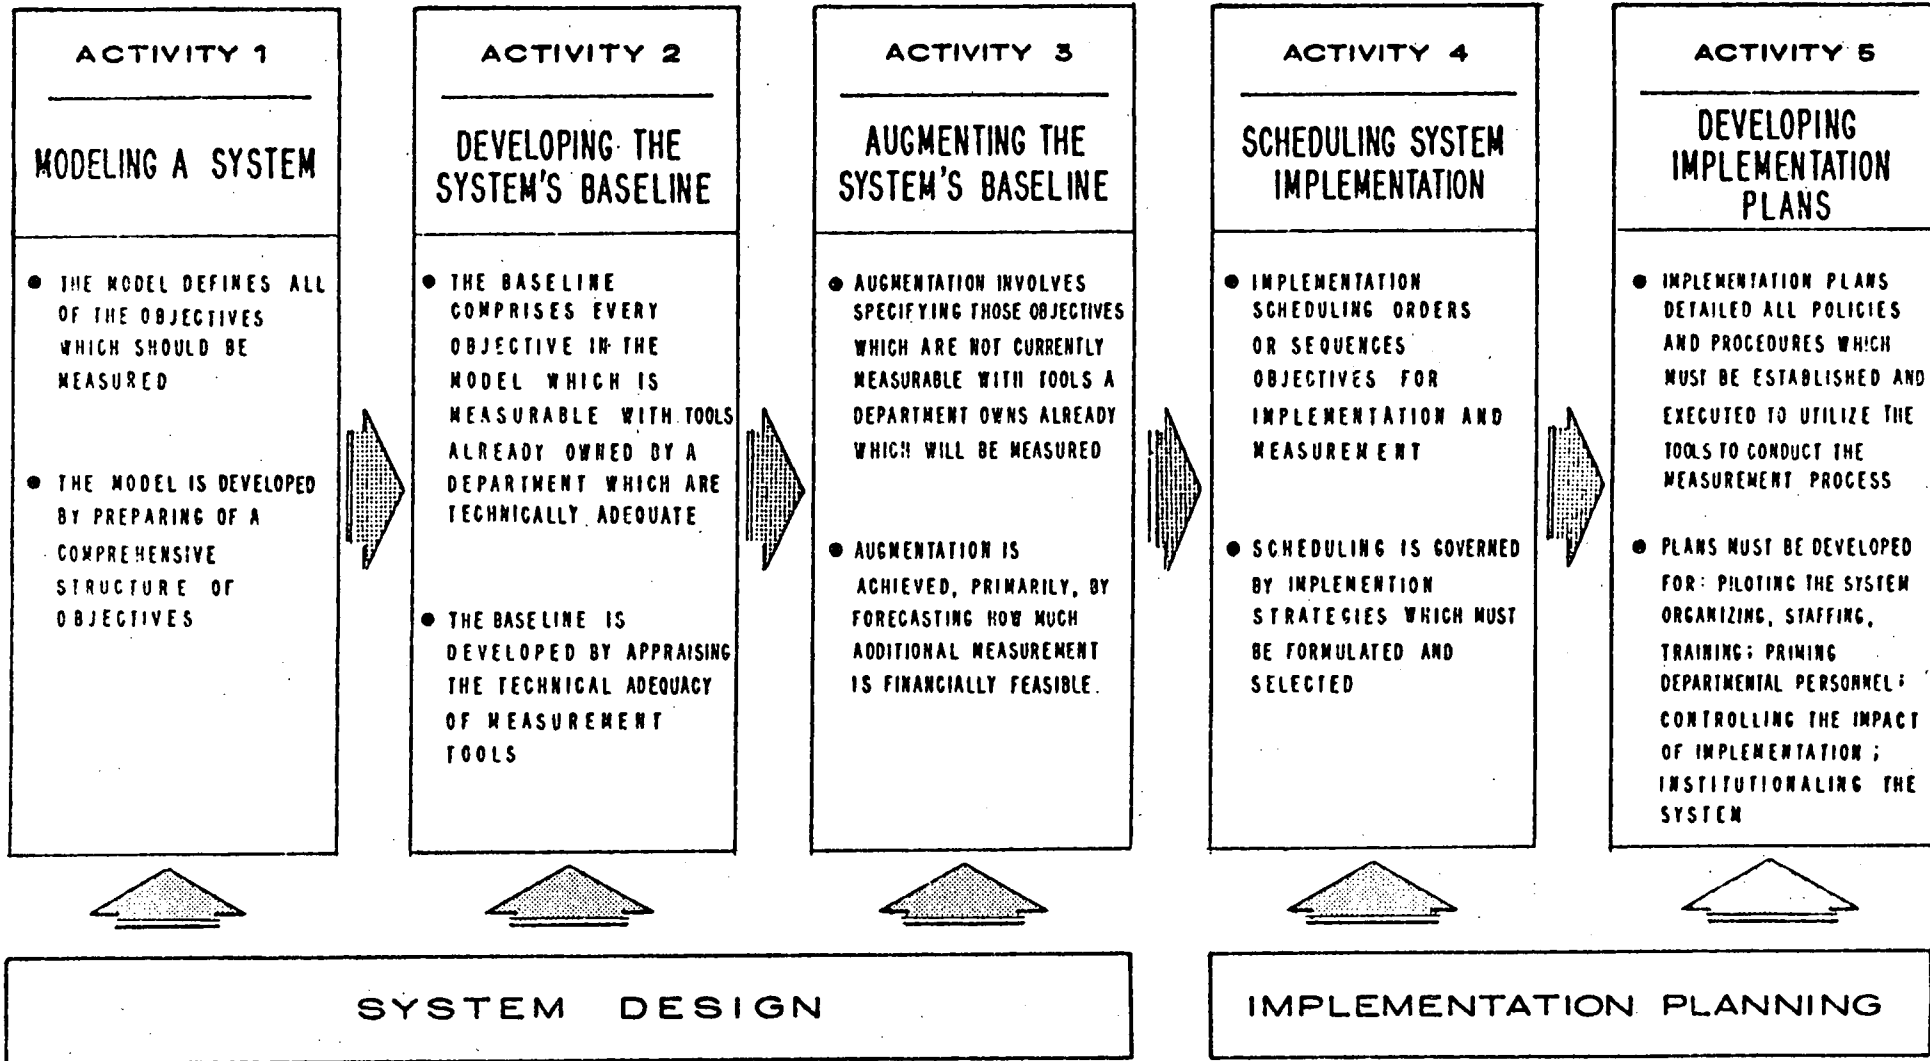 ACTIVITY 1
MODELING A SYSTEM
● THE MODEL DEFINES ALL
OF THE OBJECTIVES
WHICH SHOULD BE
MEASURED
● THE MODEL IS DEVELOPED
BY PREPARING OF A
COMPREHENSIVE
STRUCTURE OF
OBJECTIVES
ACTIVITY 2
DEVELOPING THE
SYSTEM'S BASELINE
● THE BASELINE
COMPRISES EVERY
OBJECTIVE IN THE
MODEL WHICH IS
MEASURABLE WITH TOOLS
ALREADY OWNED BY A
DEPARTMENT WHICH ARE
TECHNICALLY ADEQUATE
● THE BASELINE IS
DEVELOPED BY APPRAISING
THE TECHNICAL ADEQUACY
OF MEASUREMENT
TOOLS
ACTIVITY 3
AUGMENTING THE
SYSTEM'S BASELINE
● AUGMENTATION INVOLVES
SPECIFYING THOSE OBJECTIVES
WHICH ARE NOT CURRENTLY
MEASURABLE WITH TOOLS A
DEPARTMENT OWNS ALREADY
WHICH WILL BE MEASURED
● AUGMENTATION IS
ACHIEVED, PRIMARILY, BY
FORECASTING HOW MUCH
ADDITIONAL MEASUREMENT
IS FINANCIALLY FEASIBLE.
ACTIVITY 4
SCHEDULING SYSTEM
IMPLEMENTATION
● IMPLEMENTATION
SCHEDULING ORDERS
OR SEQUENCES
OBJECTIVES FOR
IMPLEMENTATION AND
MEASUREMENT
● SCHEDULING IS GOVERNED
BY IMPLEMENTION
STRATEGIES WHICH MUST
BE FORMULATED AND
SELECTED
ACTIVITY 5
DEVELOPING
IMPLEMENTATION
PLANS
● IMPLEMENTATION PLANS
DETAILED ALL POLICIES
AND PROCEDURES WHICH
MUST BE ESTABLISHED AND
EXECUTED TO UTILIZE THE
TOOLS TO CONDUCT THE
MEASUREMENT PROCESS
● PLANS MUST BE DEVELOPED
FOR: PILOTING THE SYSTEM
ORGANIZING, STAFFING,
TRAINING; PRIMING
DEPARTMENTAL PERSONNEL;
CONTROLLING THE IMPACT
OF IMPLEMENTATION;
INSTITUTIONALING THE
SYSTEM
SYSTEM DESIGN
IMPLEMENTATION PLANNING